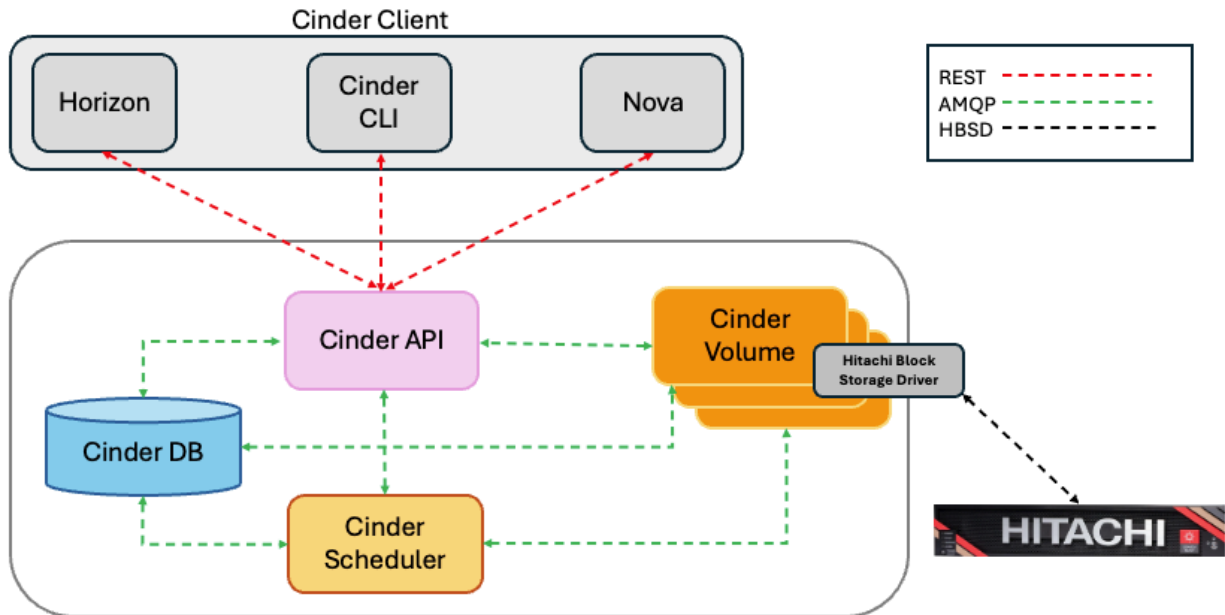 Cinder Client
Horizon
Cinder
CLI
Nova
REST
AMQP
HBSD
Cinder API
Cinder
Volume
Hitachi Block
Storage Driver
Cinder DB
Cinder
Scheduler
HITACHI